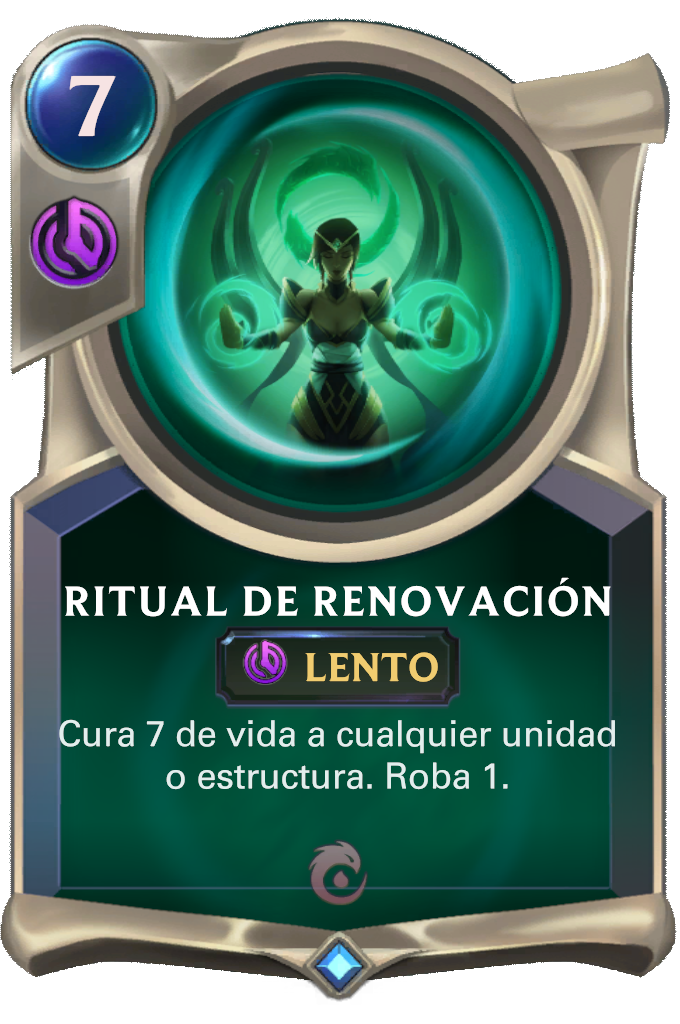 7
RITUAL DE RENOVACIÓN
LENTO
Cura 7 de vida a cualquier unidad
o estructura. Roba 1.